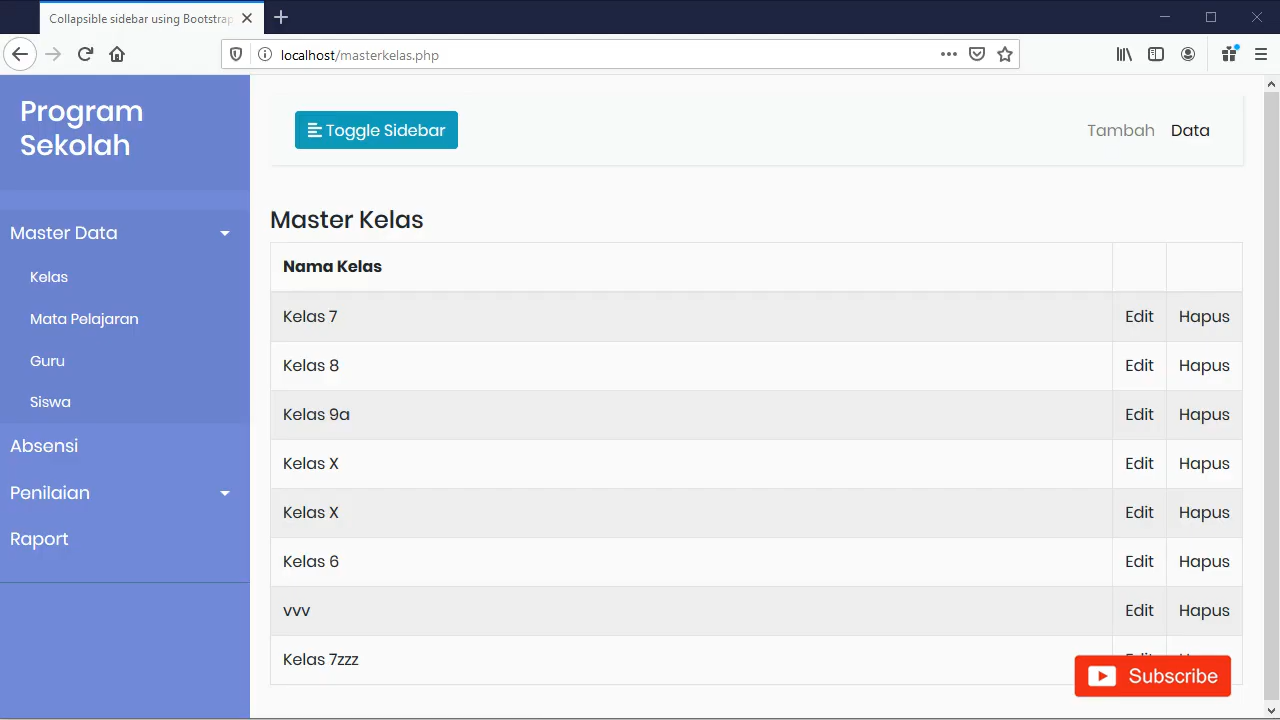 Collapsible sidebar using Bootstrap
localhost/masterkelas.php
Program
Sekolah
Toggle Sidebar
Tambah Data
Master Data
Kelas
Mata Pelajaran
Guru
Siswa
Absensi
Penilaian
Raport
Master Kelas
Nama Kelas
Kelas 7 Edit Hapus
Kelas 8 Edit Hapus
Kelas 9a Edit Hapus
Kelas X Edit Hapus
Kelas X Edit Hapus
Kelas 6 Edit Hapus
vvv Edit Hapus
Kelas 7zzz
Subscribe